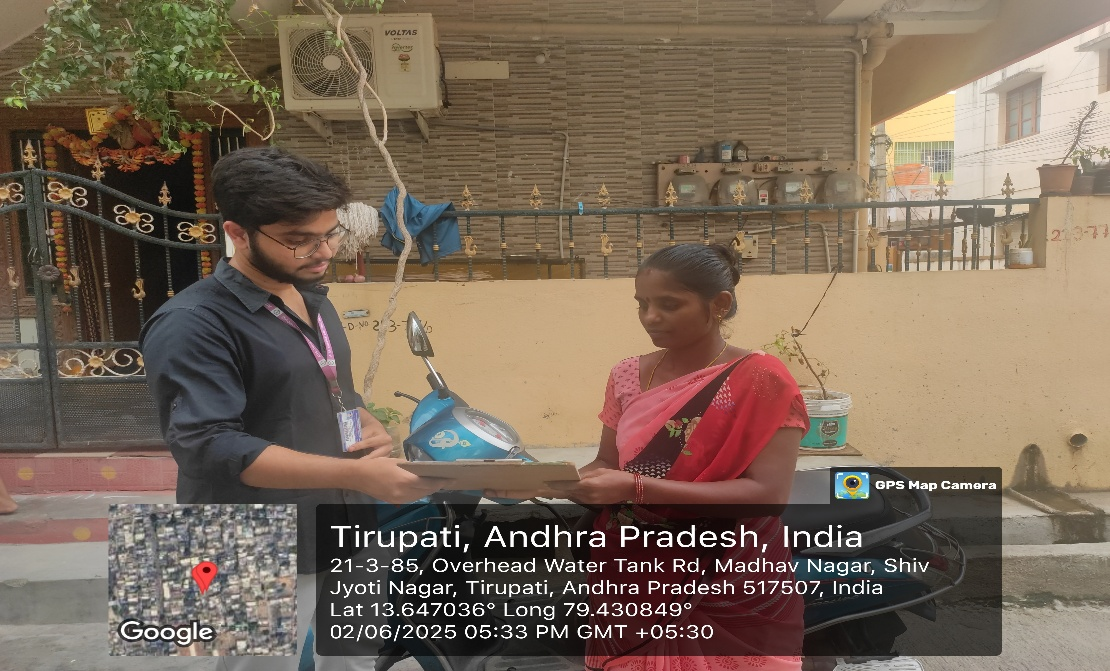 VOLTAS
GPS Map Camera
Tirupati, Andhra Pradesh, India
21-3-85, Overhead Water Tank Rd, Madhav Nagar, Shiv
Jyoti Nagar, Tirupati, Andhra Pradesh 517507, India
Lat 13.647036° Long 79.430849°
02/06/2025 05:33 PM GMT +05:30
Google